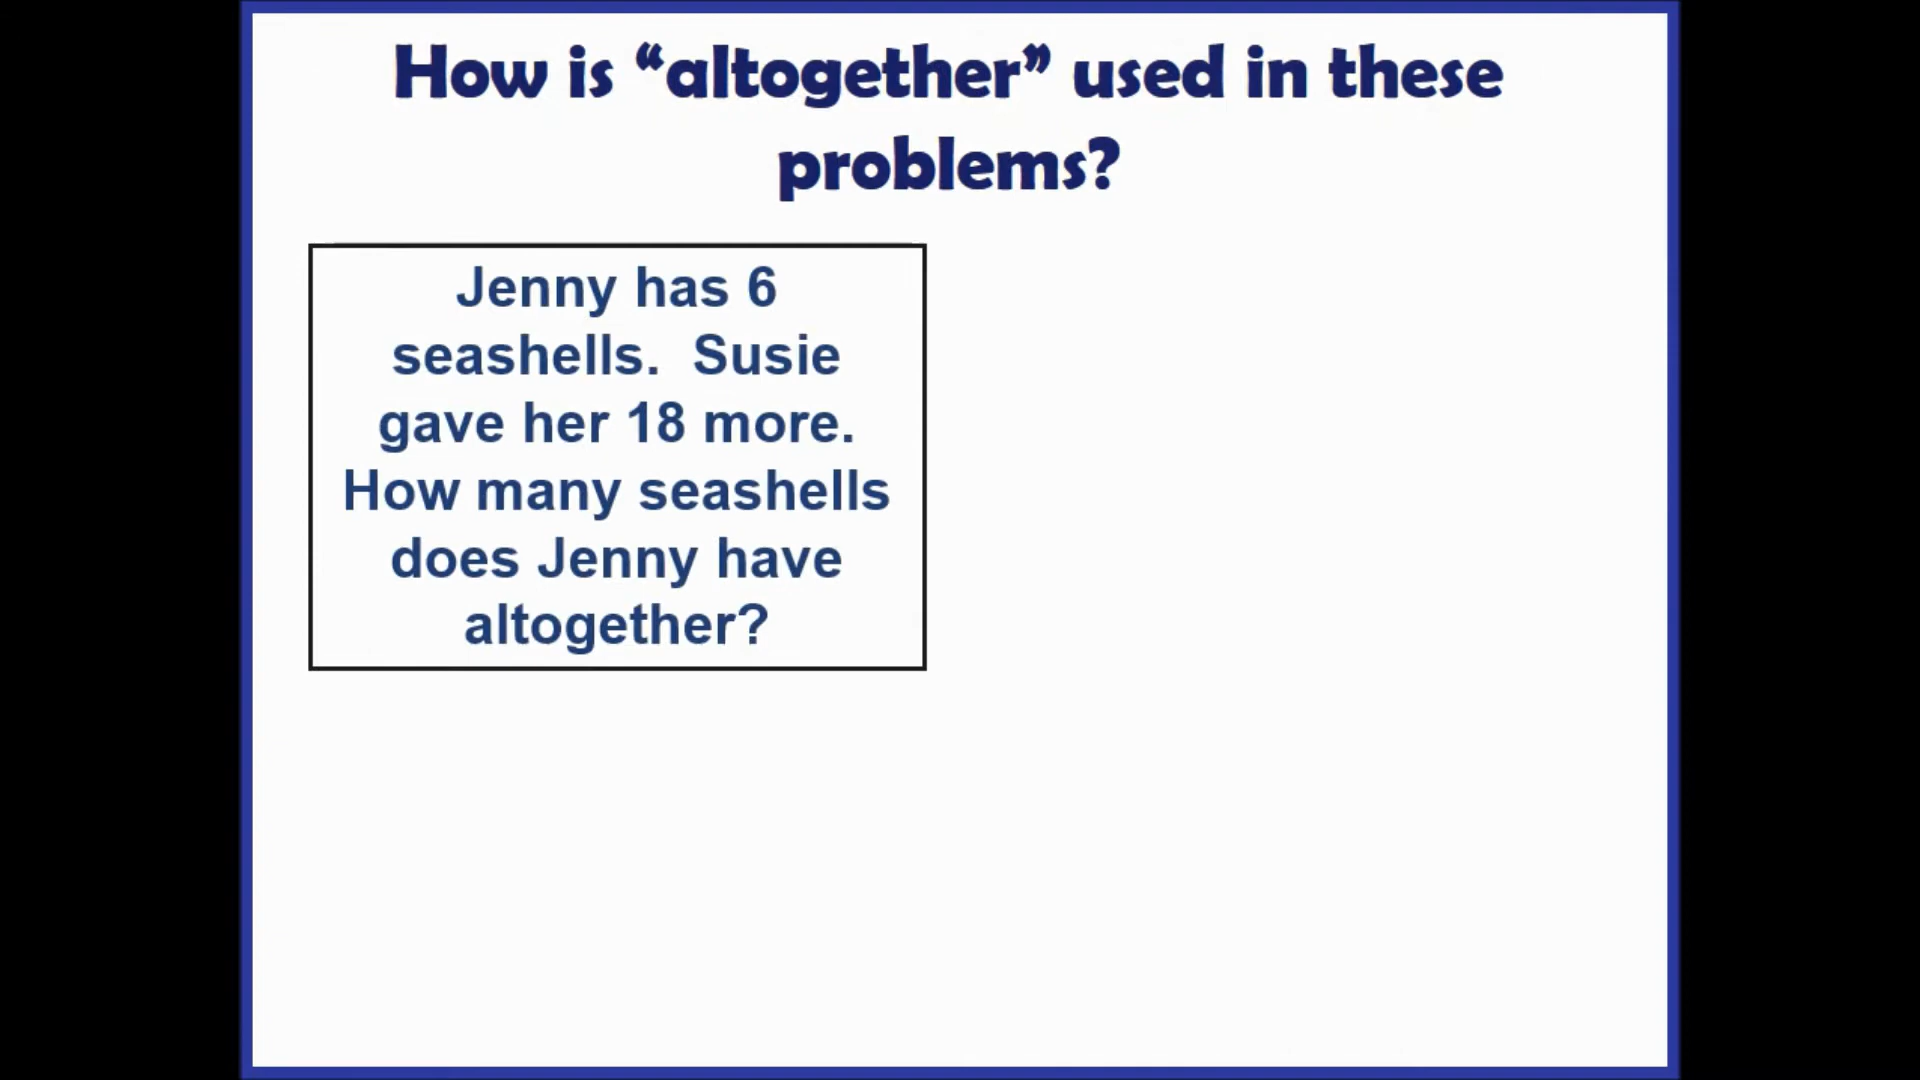 How is “altogether” used in these
problems?
Jenny has 6
seashells.  Susie
gave her 18 more.
How many seashells
does Jenny have
altogether?